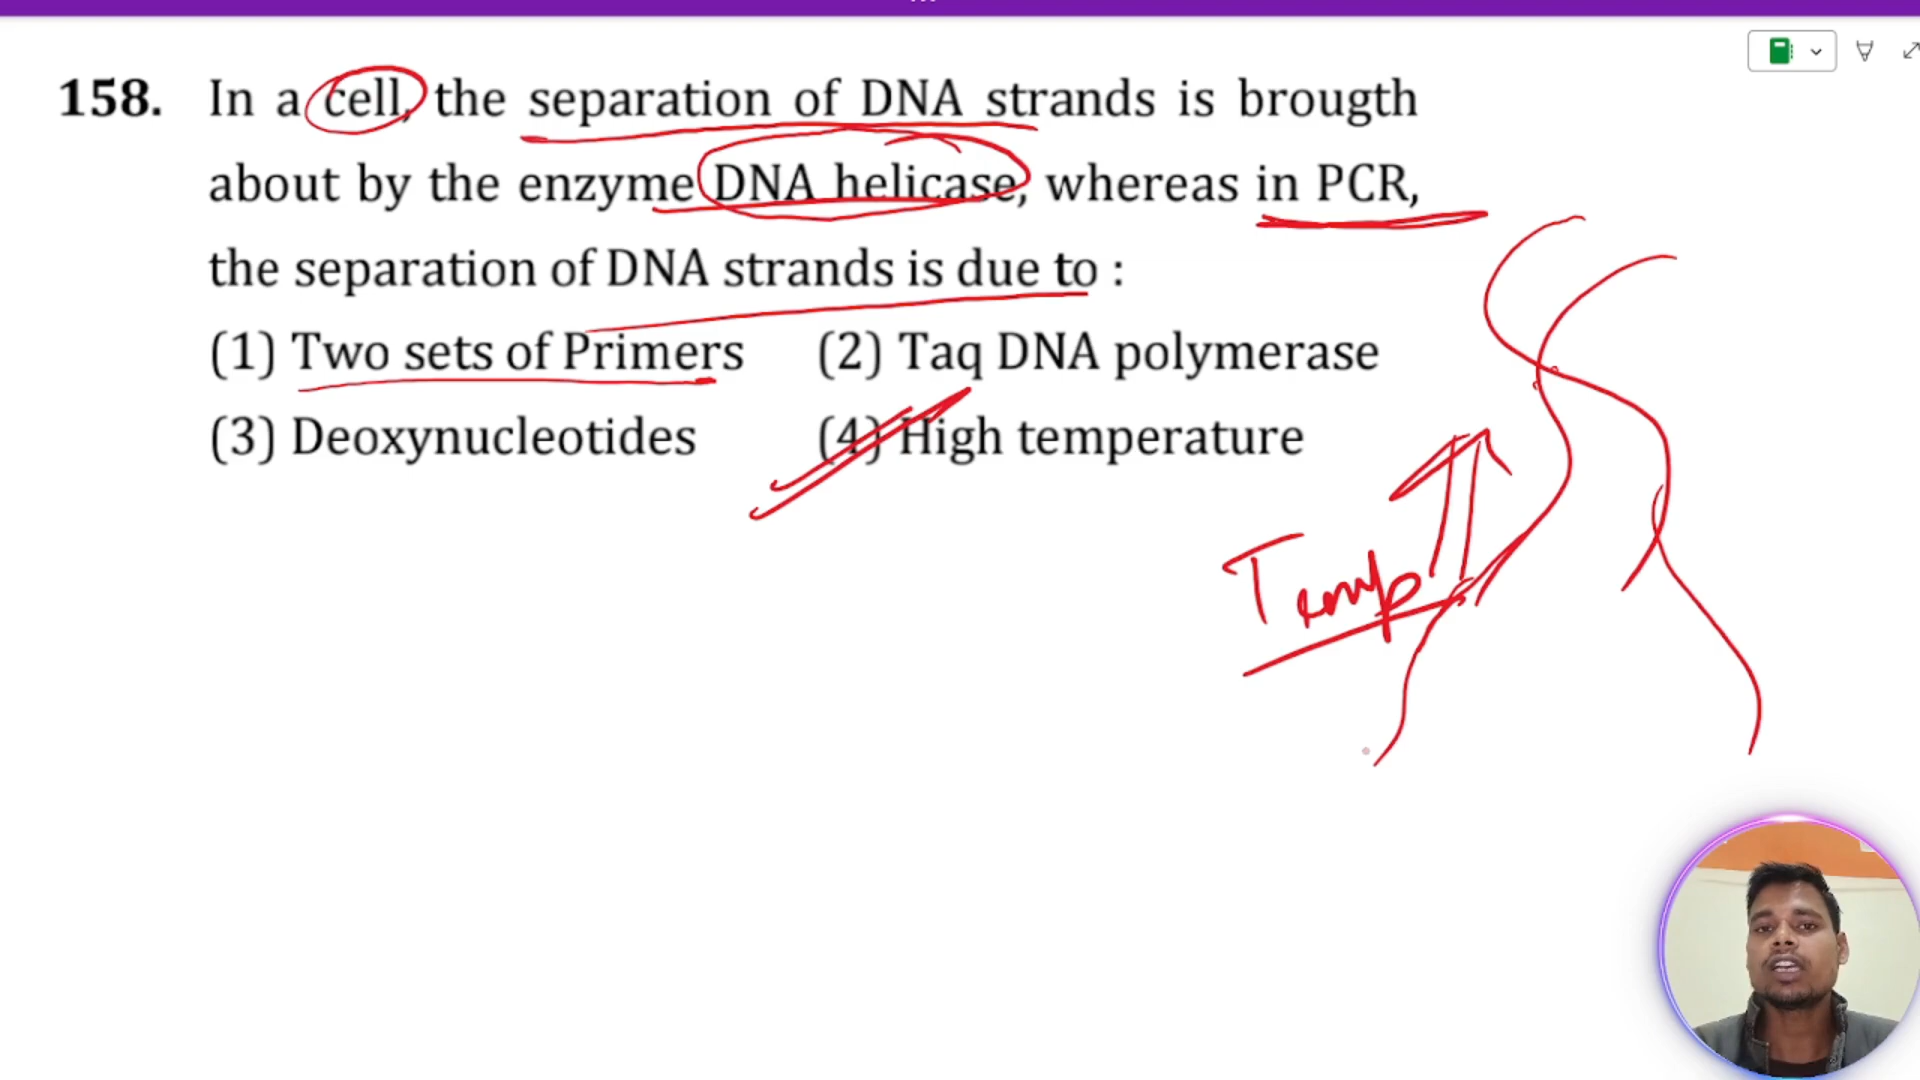 158. In a cell, the separation of DNA strands is brougth
about by the enzyme DNA helicase, whereas in PCR,
the separation of DNA strands is due to :
(1) Two sets of Primers (2) Taq DNA polymerase
(3) Deoxynucleotides (4) High temperature
Temp